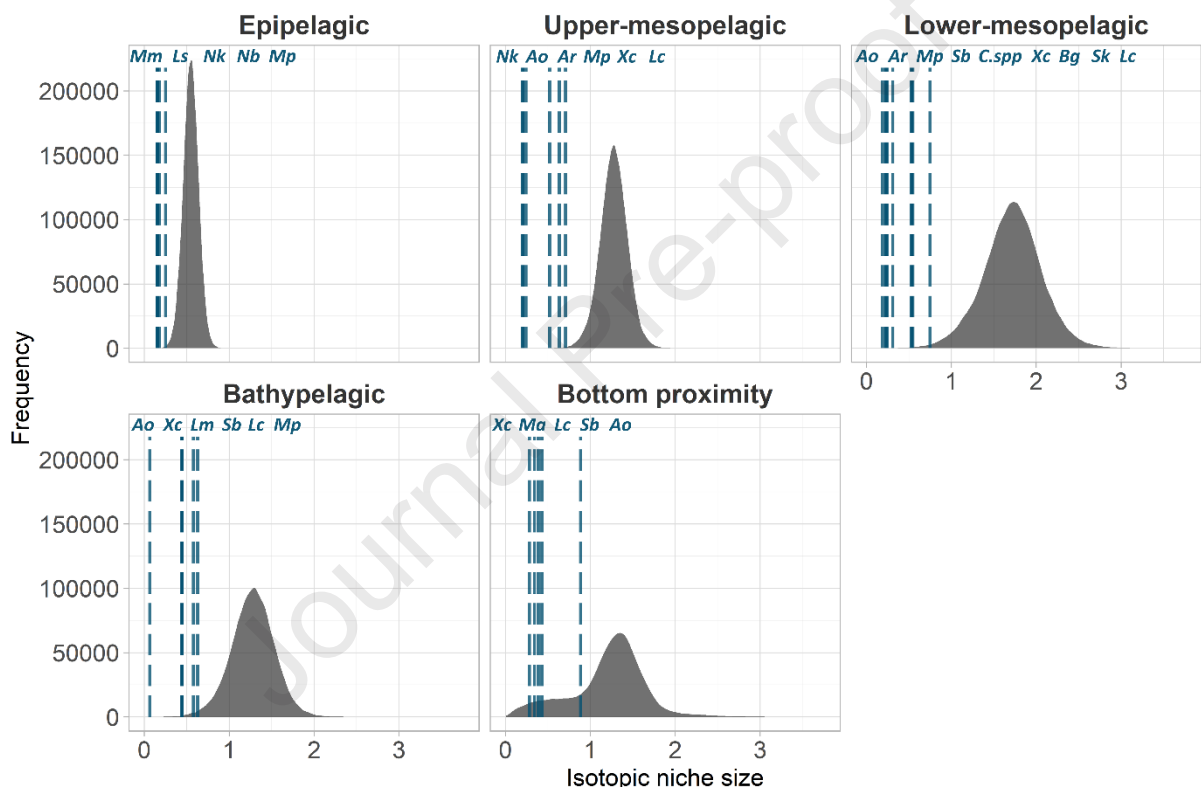 Epipelagic
Upper-mesopelagic
Lower-mesopelagic
Mm Ls Nk Nb Mp
Nk Ao Ar Mp Xc Lc
Ao Ar Mp Sb C.spp Xc Bg Sk Lc
200000
150000
100000
50000
0
0 1 2 3
Bathypelagic
Bottom proximity
Ao Xc Lm Sb Lc Mp
Xc Ma Lc Sb Ao
200000
150000
100000
50000
0
0 1 2 3
0 1 2 3
Frequency
Isotopic niche size
Journal Pre-proof